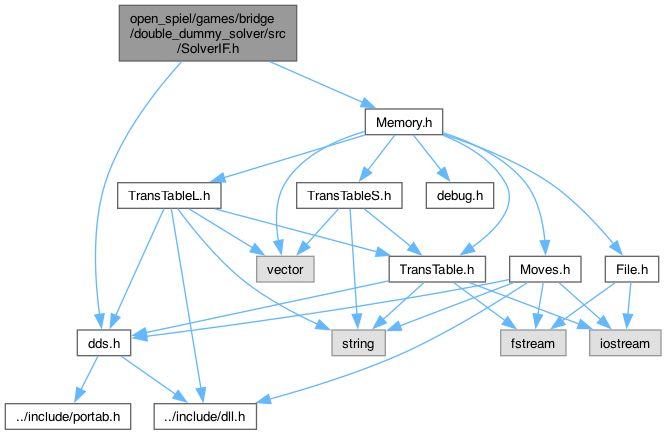 open_spiel/games/bridge
/double_dummy_solver/src
/SolverIF.h
Memory.h
TransTableL.h
TransTableS.h
debug.h
vector
TransTable.h
Moves.h
File.h
dds.h
string
fstream
iostream
../include/portab.h
../include/dll.h